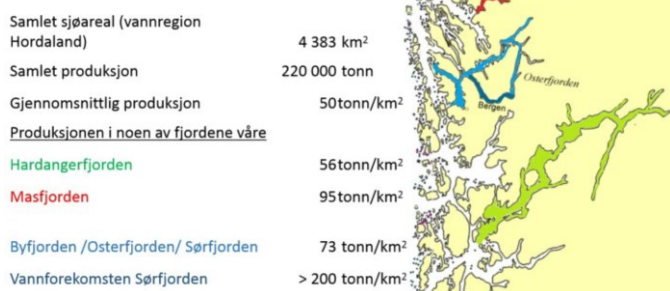 Samlet sjøareal (vannregion
Hordaland) 4 383 km²
Samlet produksjon 220 000 tonn
Gjennomsnittlig produksjon 50tonn/km²
Produksjonen i noen av fjordene våre
Hardangerfjorden 56tonn/km²
Masfjorden 95tonn/km²
Byfjorden /Osterfjorden/ Sørfjorden 73 tonn/km²
Vannforekomsten Sørfjorden > 200 tonn/km²
Osterfjorden
Bergen